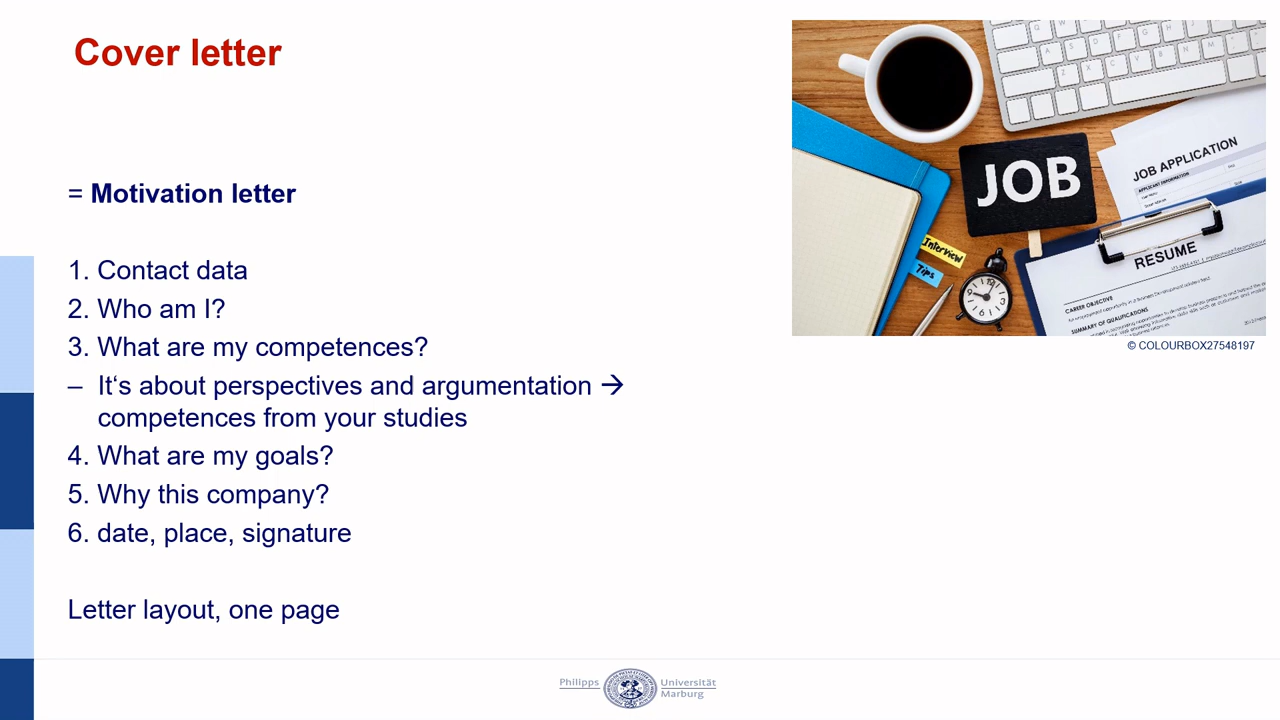 Cover letter
= Motivation letter
1. Contact data
2. Who am I?
3. What are my competences?
– It‘s about perspectives and argumentation →
competences from your studies
4. What are my goals?
5. Why this company?
6. date, place, signature
Letter layout, one page
JOB
JOB APPLICATION
APPLICANT INFORMATION
RESUME
CAREER OBJECTIVE
SUMMARY OF QUALIFICATIONS
Interview
Tips
© COLOURBOX27548197
Philipps Universität
Marburg